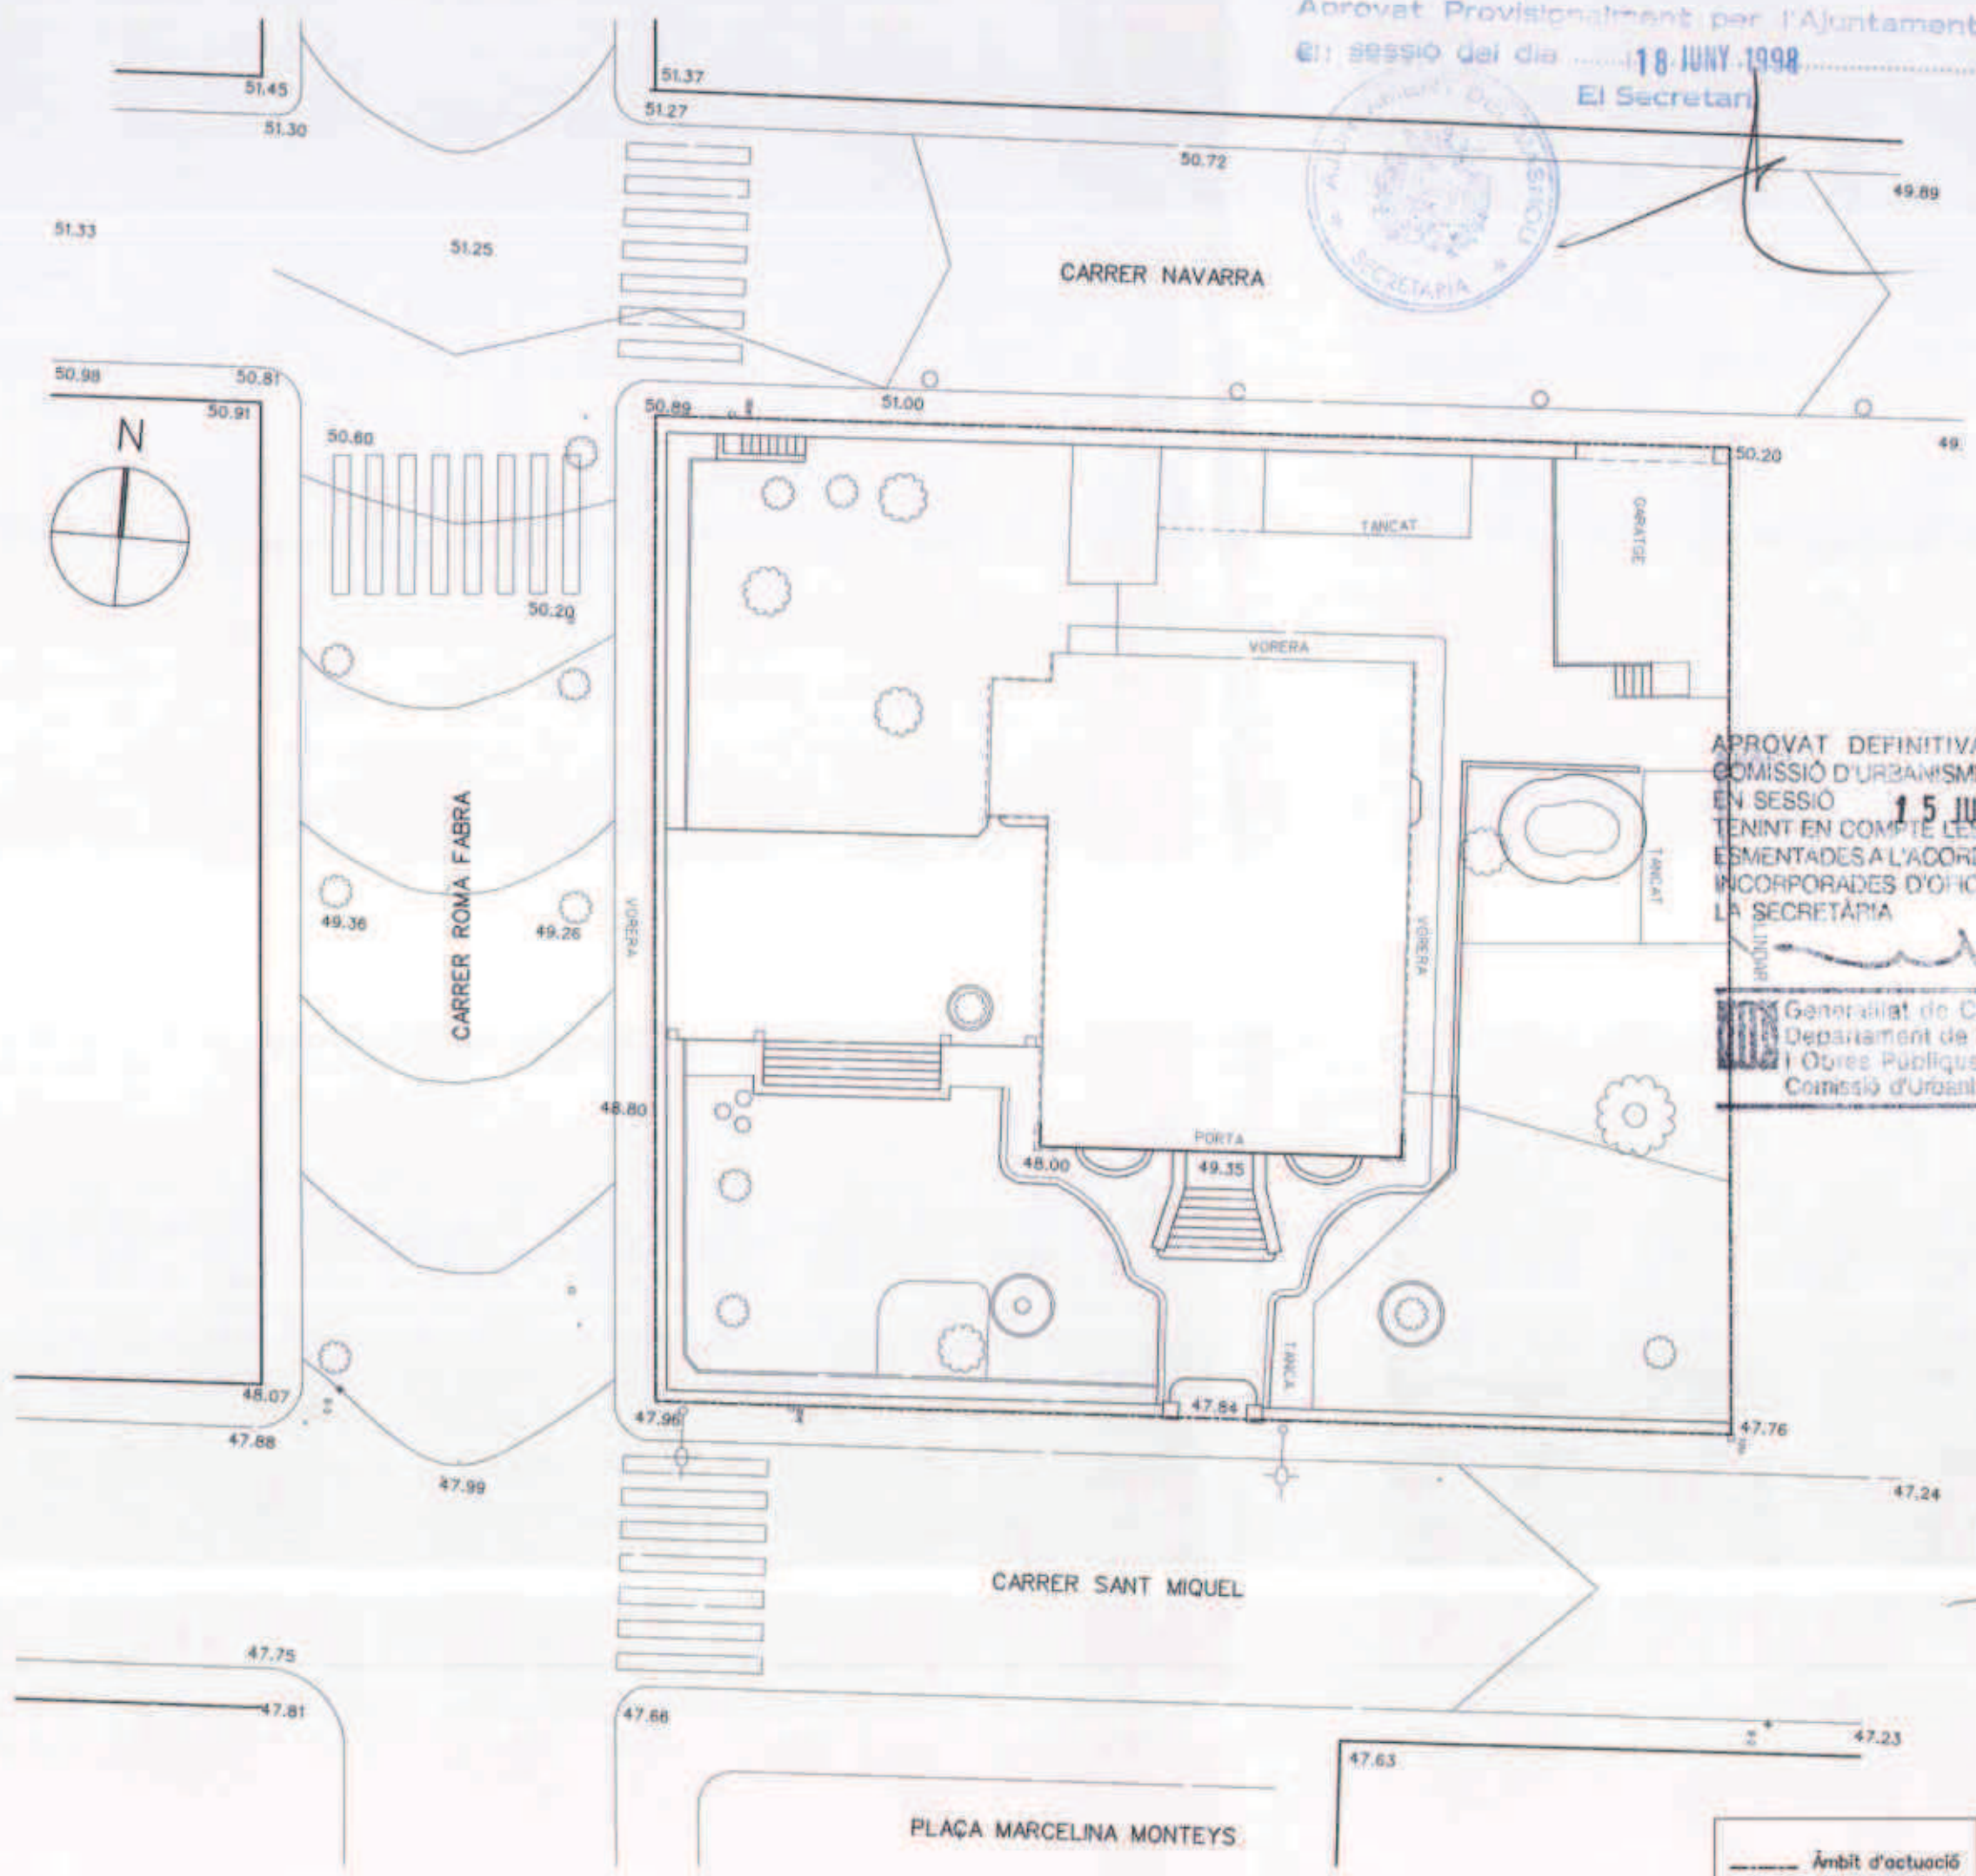 Aprovat Provisionalment per l'Ajuntament
En sessió del dia 18 JUNY 1998
El Secretari
51.45
51.37
51.30
51.27
50.72
49.89
51.33
51.25
CARRER NAVARRA
SECRETARIA
50.98
50.81
50.91
50.89
51.00
49.
N
50.60
50.20
TANCAT
GARATGE
50.20
VORERA
CARRER ROMA FABRA
49.36
49.26
VORERA
VORERA
TANCAT
APROVAT DEFINITIVA
COMISSIÓ D'URBANISM
EN SESSIÓ 15 JU
TENINT EN COMPTE LES
ESMENTADES A L'ACORD
INCORPORADES D'OFIC
LA SECRETÀRIA
Generalitat de C
Departament de
i Obres Públiques
Comissió d'Urbani
48.80
PORTA
48.00
49.35
TANCA
48.07
47.88
47.96
47.84
47.76
47.99
47.24
CARRER SANT MIQUEL
47.75
47.81
47.66
47.63
47.23
PLAÇA MARCELINA MONTEYS
Àmbit d'actuació